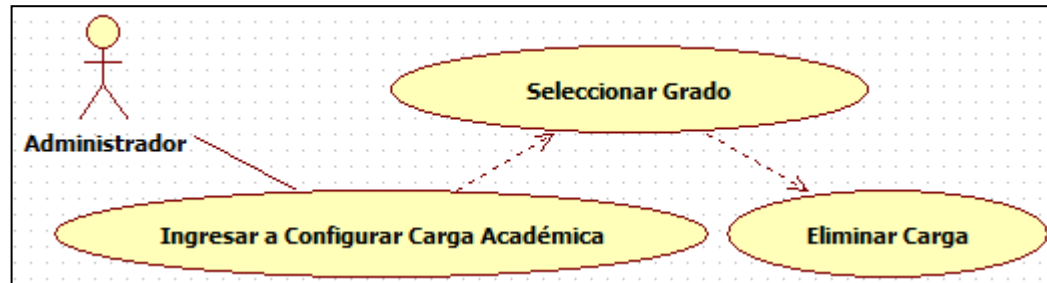 Seleccionar Grado
Administrador
Ingresar a Configurar Carga Académica
Eliminar Carga